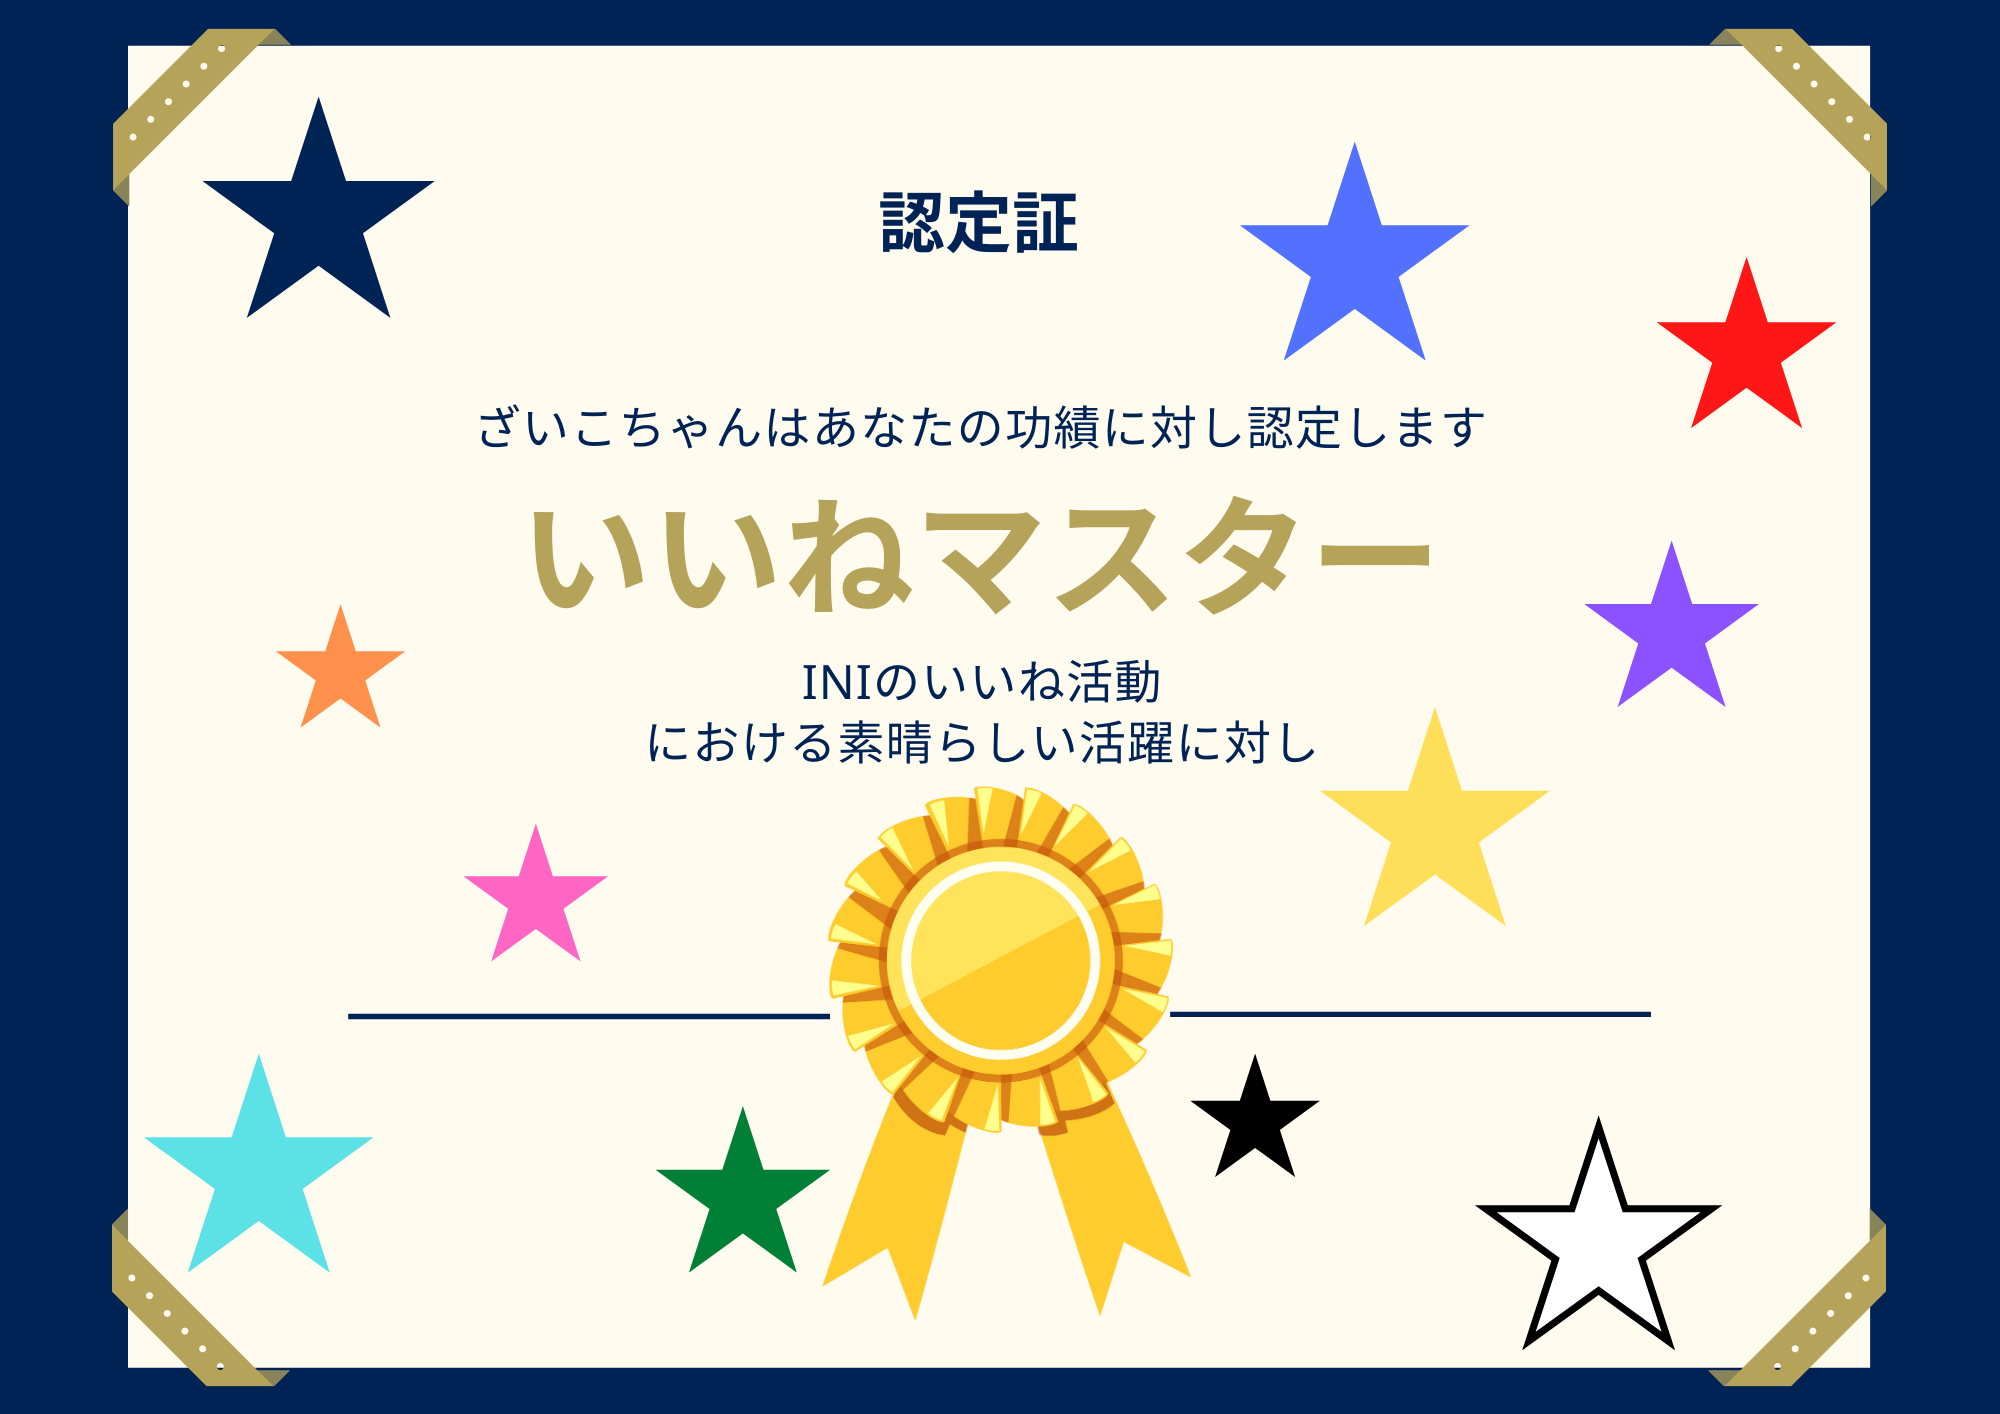 認定証
ざいこちゃんはあなたの功績に対し認定します
いいねマスター
INIのいいね活動
における素晴らしい活躍に対し